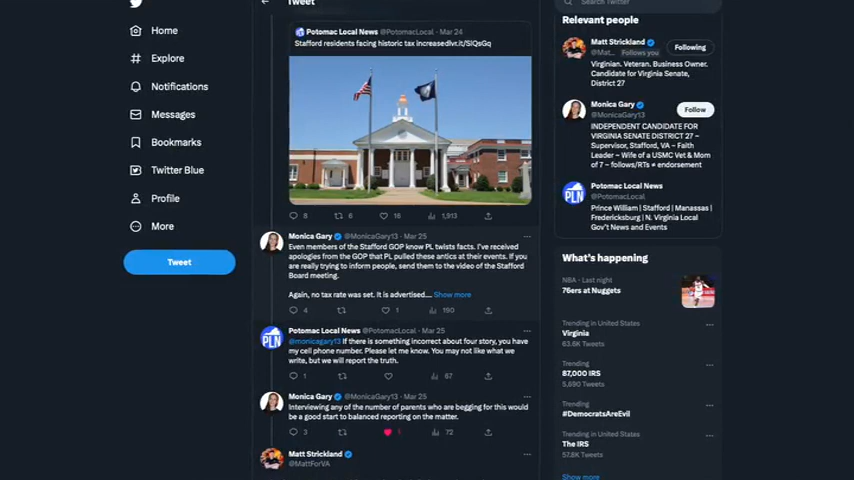 Home
Explore
Notifications
Messages
Bookmarks
Twitter Blue
Profile
More
Tweet
Tweet
Potomac Local News @PotomacLocal · Mar 24
Stafford residents facing historic tax increasedlvr.it/SlQsGq
8 6 16 1,913
Monica Gary @MonicaGary13 · Mar 25
Even members of the Stafford GOP know PL twists facts. I've received
apologies from the GOP that PL pulled these antics at their events. If you
are really trying to inform people, send them to the video of the Stafford
Board meeting.
Again, no tax rate was set. It is advertised.... Show more
4 1 190
Potomac Local News @PotomacLocal · Mar 25
@monicagary13 If there is something incorrect about four story, you have
my cell phone number. Please let me know. You may not like what we
write, but we will report the truth.
1 67
Monica Gary @MonicaGary13 · Mar 25
Interviewing any of the number of parents who are begging for this would
be a good start to balanced reporting on the matter.
3 1 72
Matt Strickland
@MattForVA
Search Twitter
Relevant people
Matt Strickland
@Mat... Follows you
Following
Virginian. Veteran. Business Owner.
Candidate for Virginia Senate,
District 27
Monica Gary
@MonicaGary13
Follow
INDEPENDENT CANDIDATE FOR
VIRGINIA SENATE DISTRICT 27 ~
Supervisor, Stafford, VA ~ Faith
Leader ~ Wife of a USMC Vet & Mom
of 7 ~ follows/RTs ≠ endorsement
Potomac Local News
@PotomacLocal
PLN
Prince William | Stafford | Manassas |
Fredericksburg | N. Virginia Local
Gov't News and Events
What's happening
NBA · Last night
76ers at Nuggets
Trending in United States
Virginia
63.6K Tweets
Trending
87,000 IRS
5,690 Tweets
Trending
#DemocratsAreEvil
Trending in United States
The IRS
57.8K Tweets
Show more